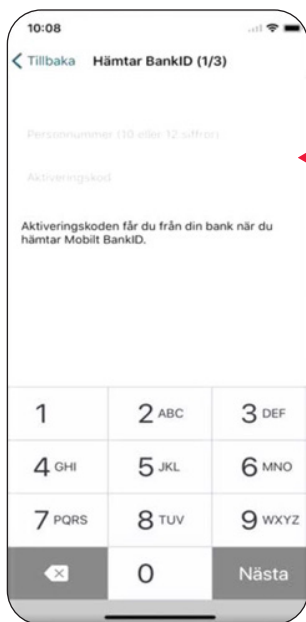 10:08
Tillbaka Hämtar BankID (1/3)
Personnummer (10 eller 12 siffror)
Aktiveringskod
Aktiveringskoden får du från din bank när du
hämtar Mobilt BankID.
1 2 ABC 3 DEF
4 GHI 5 JKL 6 MNO
7 PQRS 8 TUV 9 WXYZ
0 Nästa